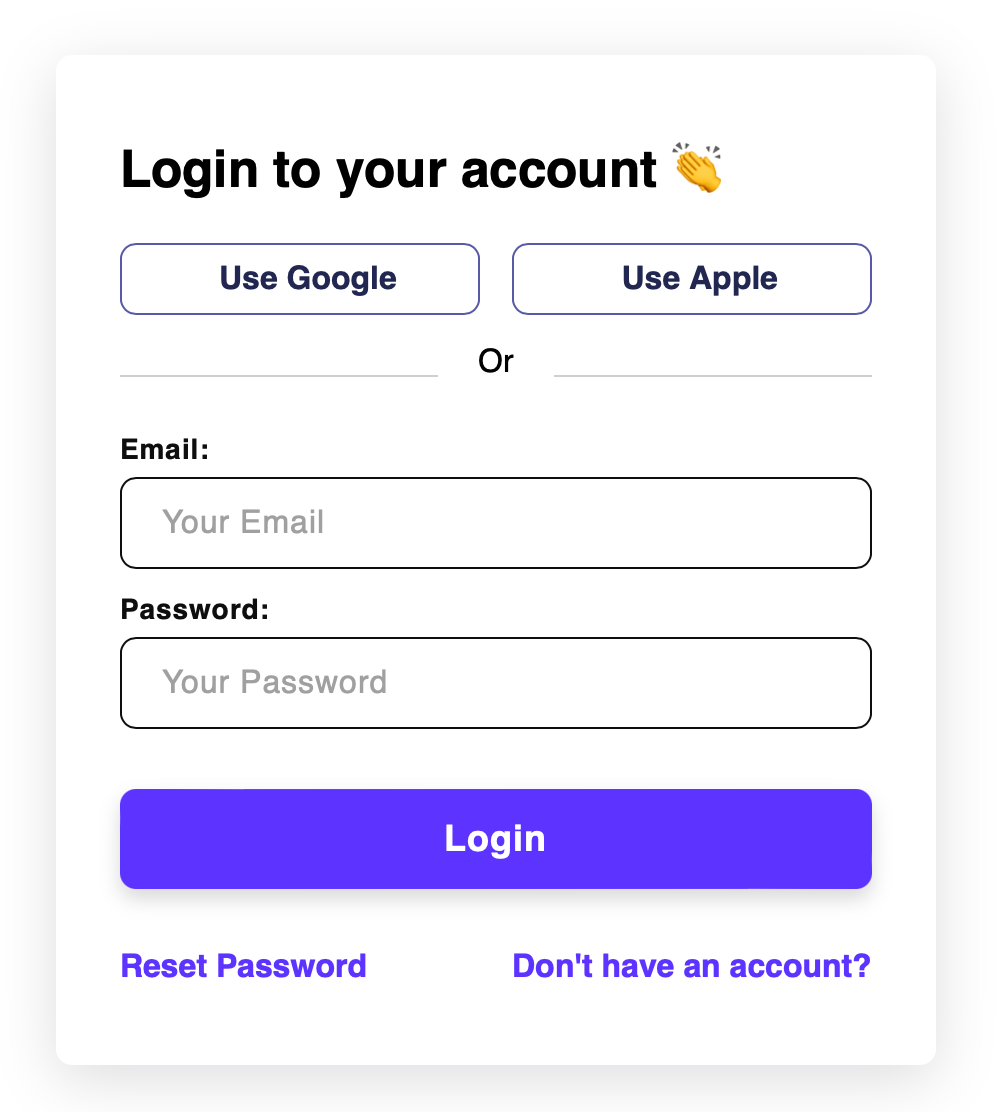 Login to your account 👏
Use Google
Use Apple
Or
Email:
Your Email
Password:
Your Password
Login
Reset Password
Don't have an account?